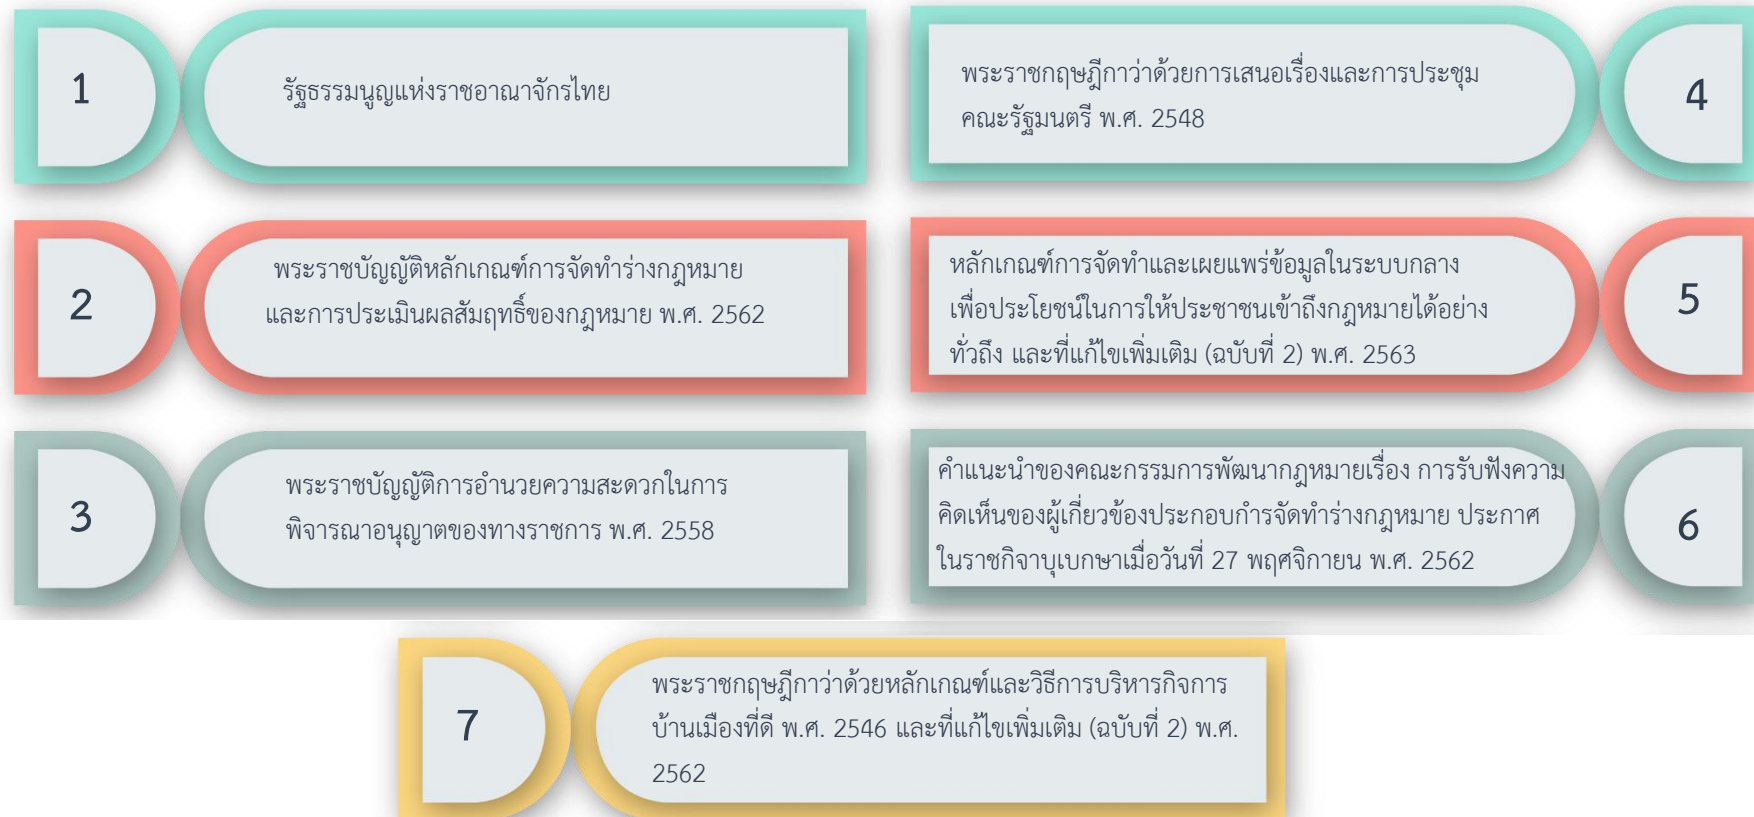 1
รัฐธรรมนูญแห่งราชอาณาจักรไทย
2
พระราชบัญญัติหลักเกณฑ์การจัดทำร่างกฎหมาย
และการประเมินผลสัมฤทธิ์ของกฎหมาย พ.ศ. 2562
3
พระราชบัญญัติการอำนวยความสะดวกในการ
พิจารณาอนุญาตของทางราชการ พ.ศ. 2558
พระราชกฤษฎีกาว่าด้วยการเสนอเรื่องและการประชุม
คณะรัฐมนตรี พ.ศ. 2548
4
หลักเกณฑ์การจัดทำและเผยแพร่ข้อมูลในระบบกลาง
เพื่อประโยชน์ในการให้ประชาชนเข้าถึงกฎหมายได้อย่าง
ทั่วถึง และที่แก้ไขเพิ่มเติม (ฉบับที่ 2) พ.ศ. 2563
5
คำแนะนำของคณะกรรมการพัฒนากฎหมายเรื่อง การรับฟังความ
คิดเห็นของผู้เกี่ยวข้องประกอบกำรจัดทำร่างกฎหมาย ประกาศ
ในราชกิจาบุเบกษาเมื่อวันที่ 27 พฤศจิกายน พ.ศ. 2562
6
7
พระราชกฤษฎีกาว่าด้วยหลักเกณฑ์และวิธีการบริหารกิจการ
บ้านเมืองที่ดี พ.ศ. 2546 และที่แก้ไขเพิ่มเติม (ฉบับที่ 2) พ.ศ.
2562